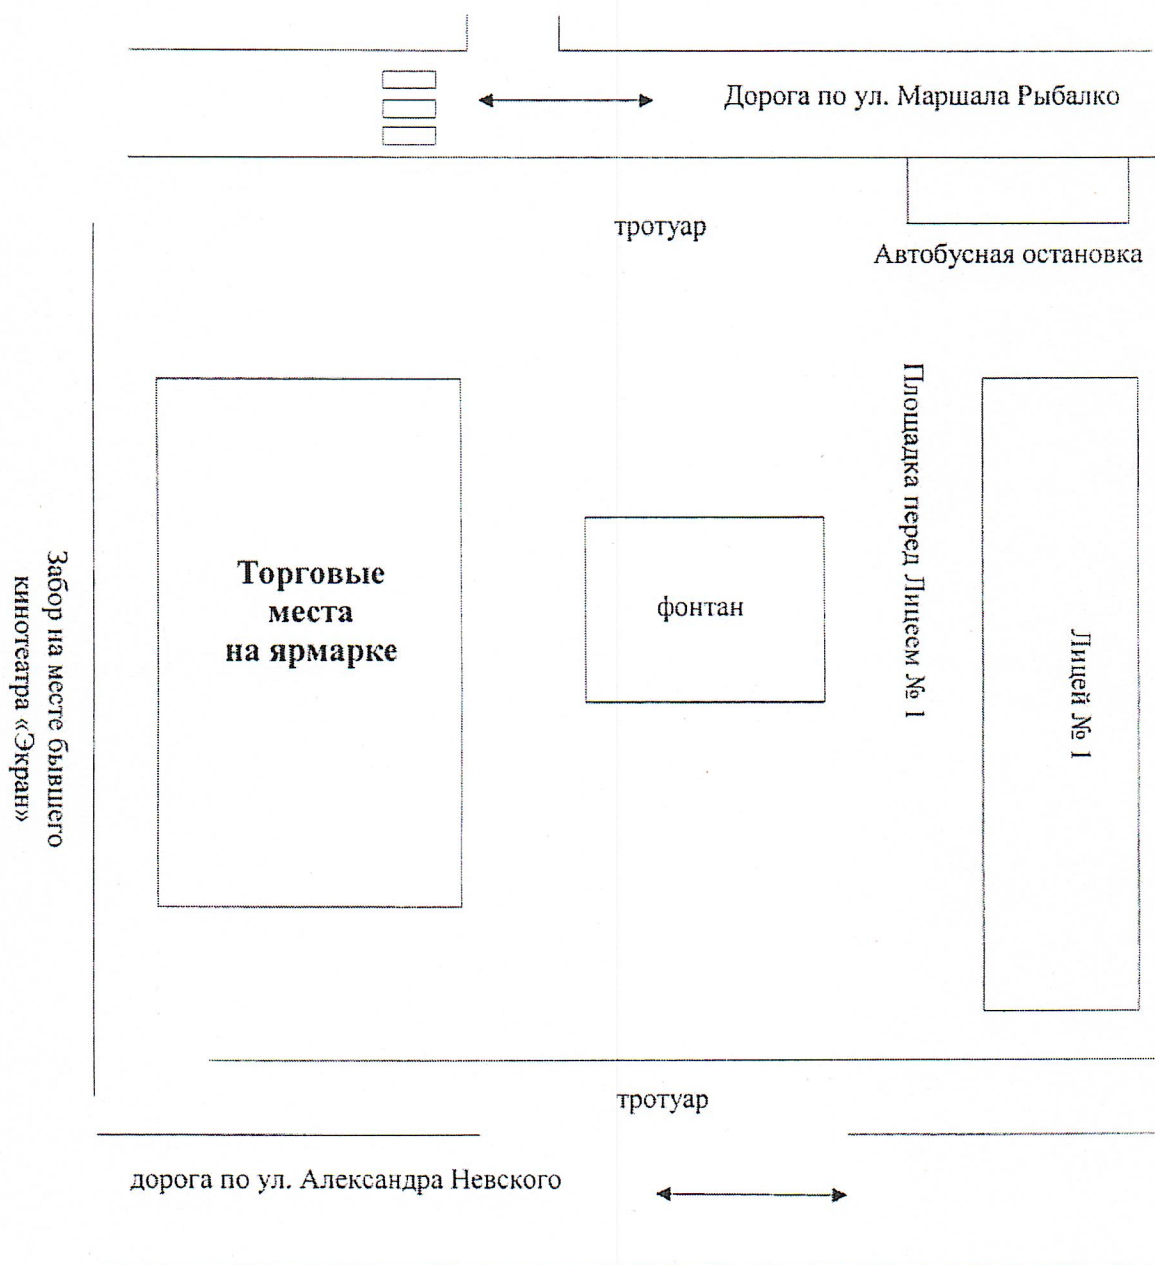 Дорога по ул. Маршала Рыбалко
тротуар
Автобусная остановка
Площадка перед Лицеем № 1
Торговые
места
на ярмарке
фонтан
Лицей № 1
Забор на месте бывшего
кинотеатра «Экран»
тротуар
дорога по ул. Александра Невского